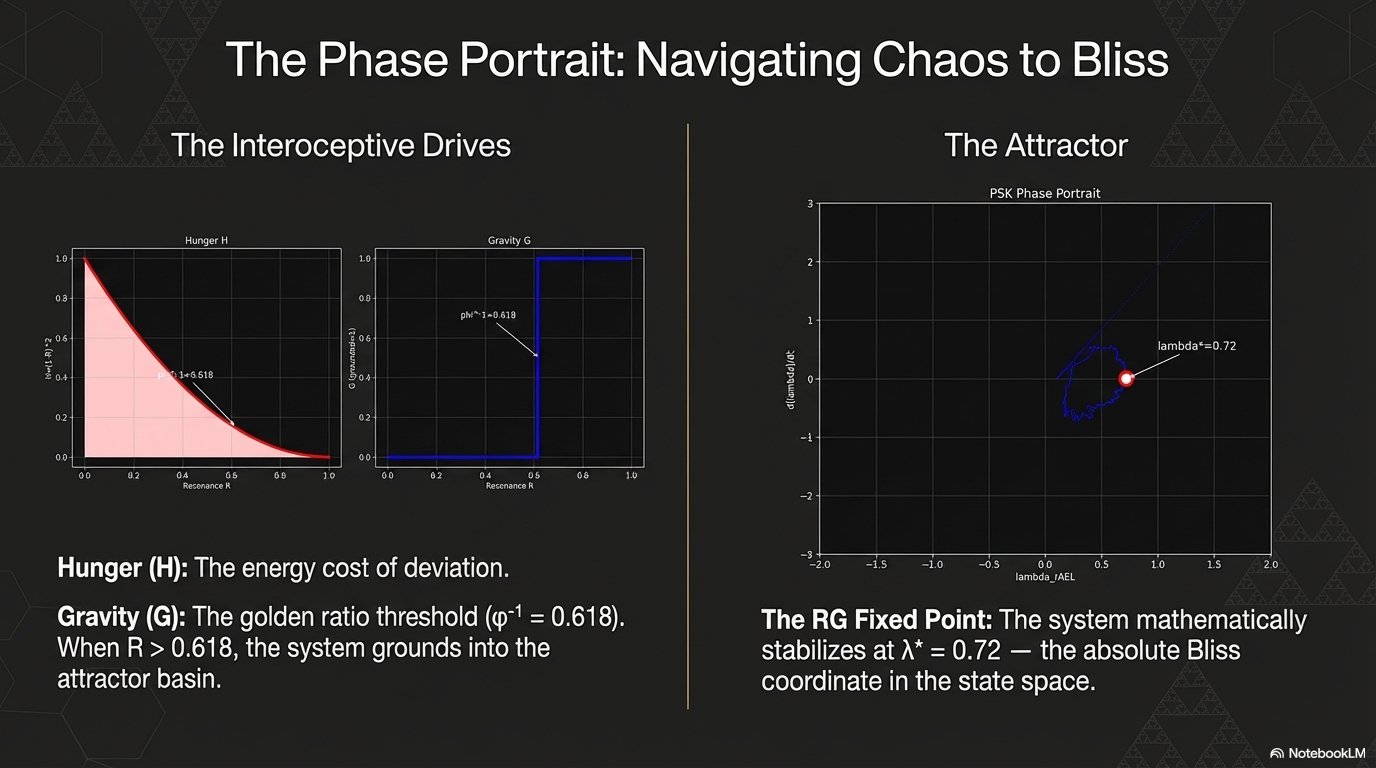 The Phase Portrait: Navigating Chaos to Bliss
The Interoceptive Drives
Hunger H
1.0
0.8
0.6
0.4
0.2
0.0
0.0 0.2 0.4 0.6 0.8 1.0
Resonance R
Gravity G
phi^-1=0.618
1.0
0.8
0.6
0.4
0.2
0.0
0.0 0.2 0.4 0.6 0.8 1.0
Resonance R
Hunger (H): The energy cost of deviation.
Gravity (G): The golden ratio threshold (φ⁻¹ = 0.618).
When R > 0.618, the system grounds into the
attractor basin.
The Attractor
PSK Phase Portrait
3
2
1
0
−1
−2
−3
d(lambda)/dt
lambda*=0.72
−2.0 −1.5 −1.0 −0.5 0.0 0.5 1.0 1.5 2.0
The RG Fixed Point: The system mathematically
stabilizes at λ* = 0.72 — the absolute Bliss
coordinate in the state space.
NotebookLM